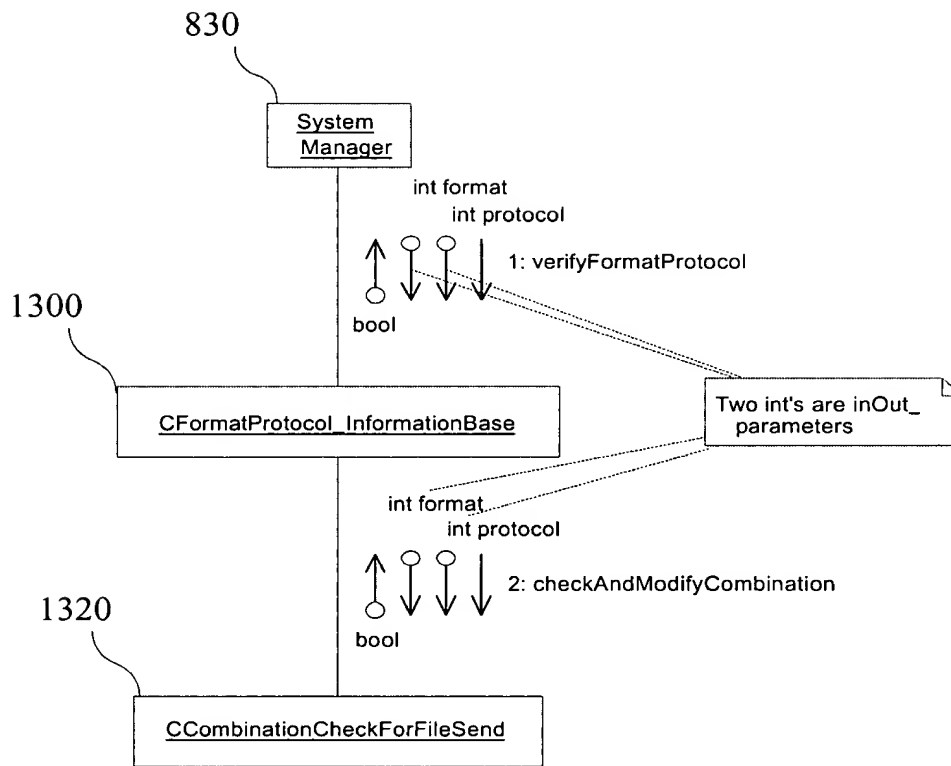 830
System
Manager
int format
int protocol
1: verifyFormatProtocol
bool
1300
CFormatProtocol_InformationBase
Two int's are inOut_
parameters
int format
int protocol
2: checkAndModifyCombination
bool
1320
CCombinationCheckForFileSend